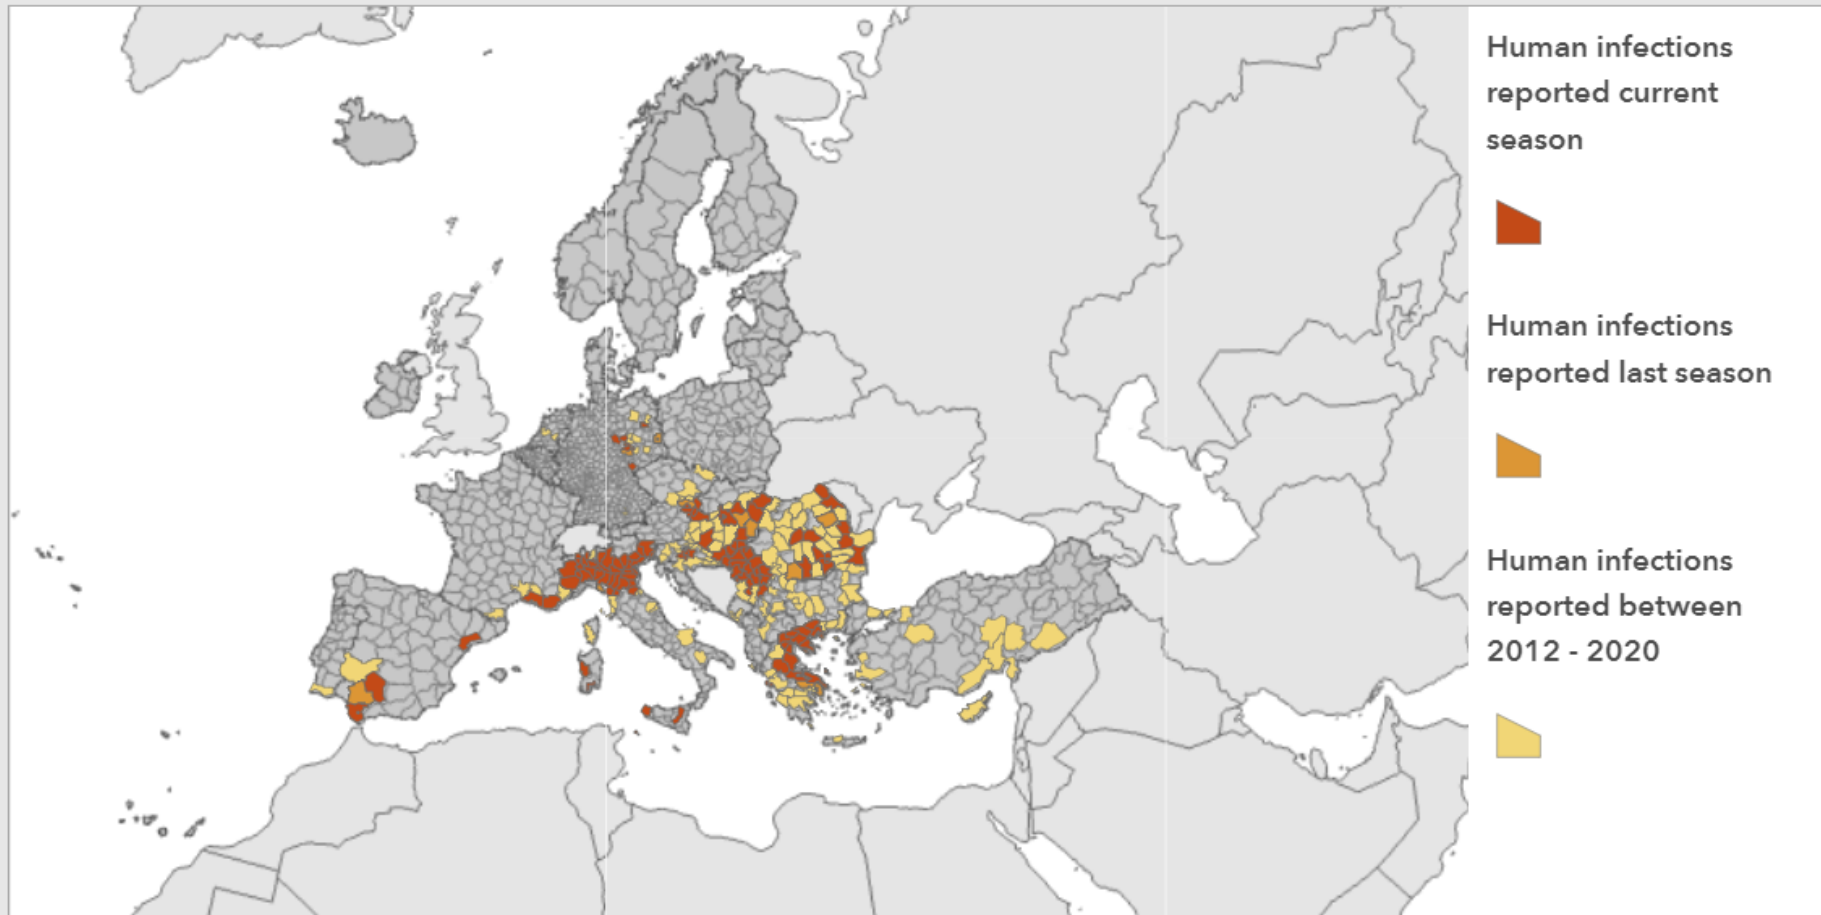 Human infections
reported current
season
Human infections
reported last season
Human infections
reported between
2012 - 2020